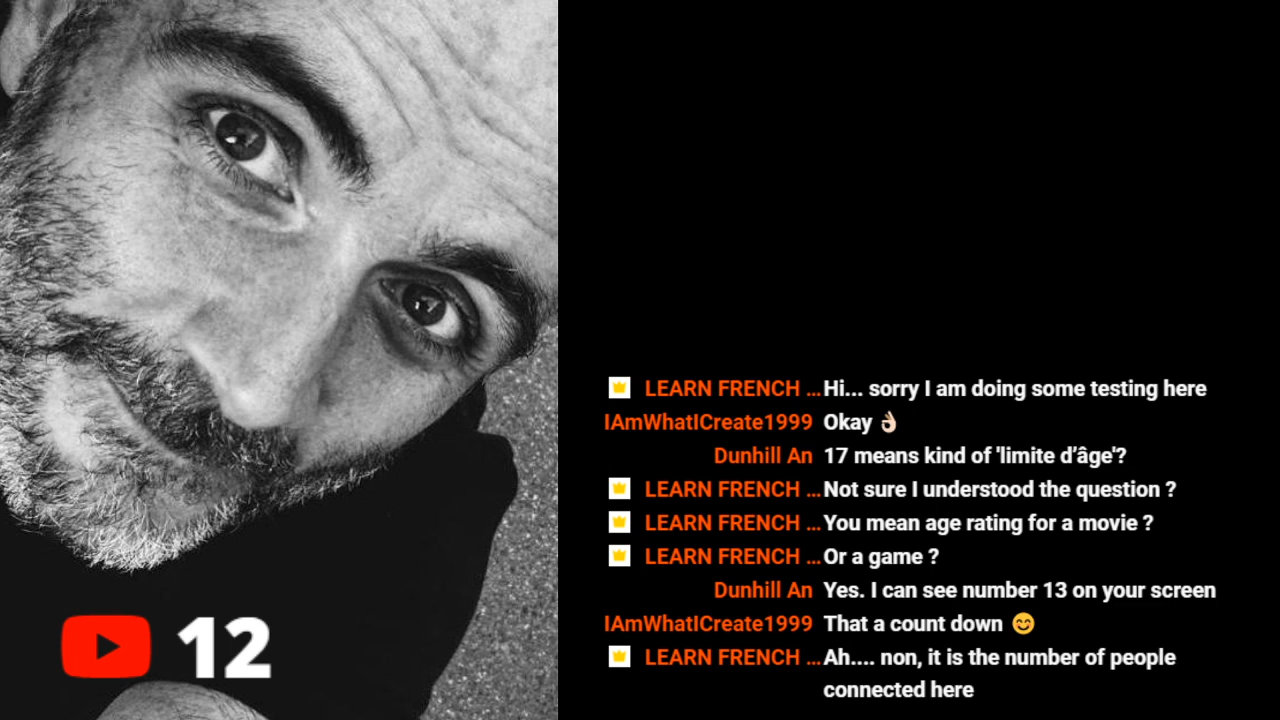 LEARN FRENCH ... Hi... sorry I am doing some testing here
IAmWhatICreate1999 Okay 👌🏻
Dunhill An 17 means kind of 'limite d’âge'?
LEARN FRENCH ... Not sure I understood the question ?
LEARN FRENCH ... You mean age rating for a movie ?
LEARN FRENCH ... Or a game ?
Dunhill An Yes. I can see number 13 on your screen
IAmWhatICreate1999 That a count down 😊
LEARN FRENCH ... Ah.... non, it is the number of people
connected here
12